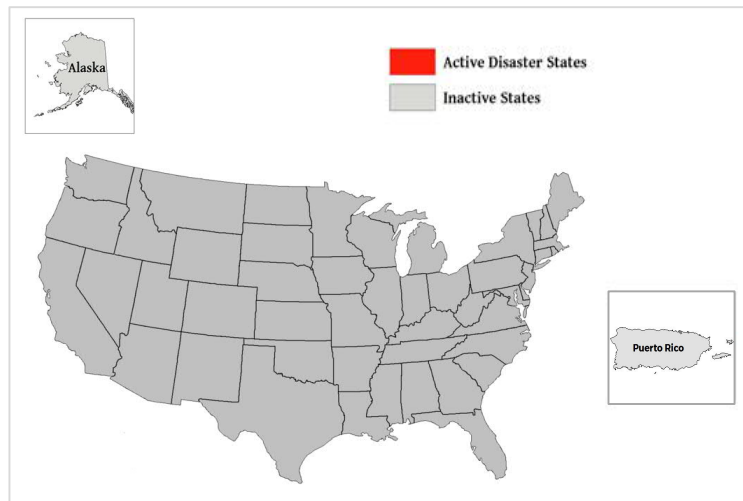 Alaska
Active Disaster States
Inactive States
Puerto Rico